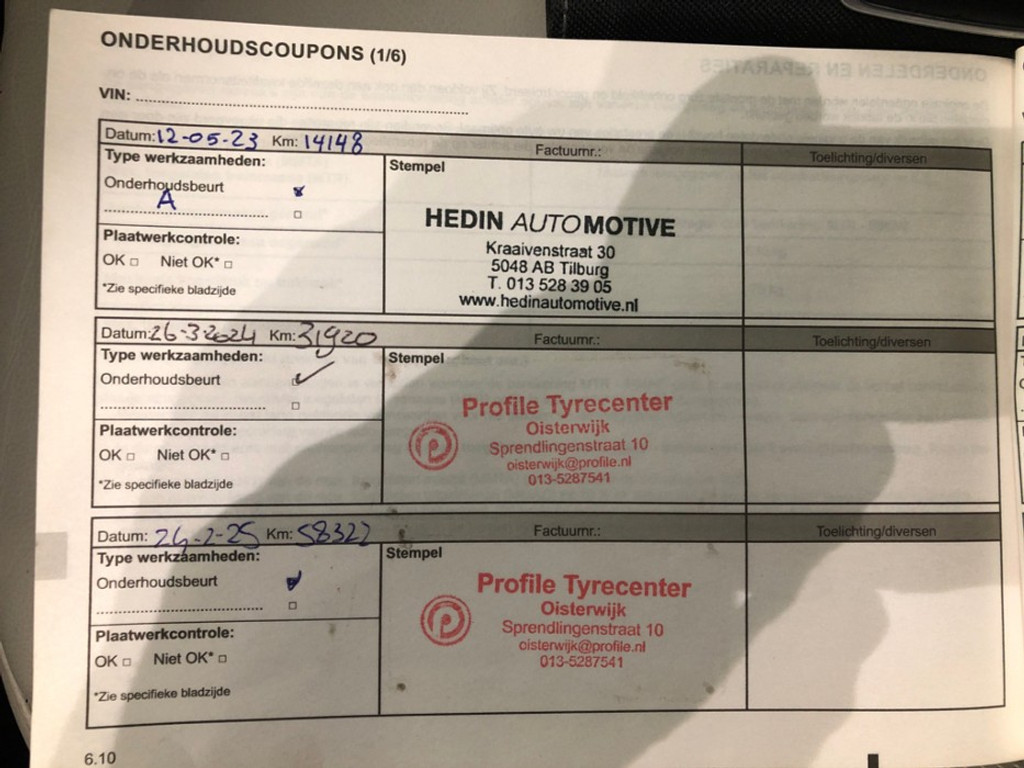 ONDERHOUDSCOUPONS (1/6)
VIN:
Datum: 12-05-23 Km: 14148
Factuurnr.:
Toelichting/diversen
Type werkzaamheden:
Stempel
Onderhoudsbeurt
A
Plaatwerkcontrole:
OK □ Niet OK* □
*Zie specifieke bladzijde
HEDIN AUTOMOTIVE
Kraaivenstraat 30
5048 AB Tilburg
T. 013 528 39 05
www.hedinautomotive.nl
Datum: 26-3-2024 Km: 31920
Factuurnr.:
Toelichting/diversen
Type werkzaamheden:
Stempel
Onderhoudsbeurt
Plaatwerkcontrole:
OK □ Niet OK* □
*Zie specifieke bladzijde
Profile Tyrecenter
Oisterwijk
Sprendlingenstraat 10
oisterwijk@profile.nl
013-5287541
Datum: 24-2-25 Km: 58322
Factuurnr.:
Toelichting/diversen
Type werkzaamheden:
Stempel
Onderhoudsbeurt
Plaatwerkcontrole:
OK □ Niet OK* □
*Zie specifieke bladzijde
Profile Tyrecenter
Oisterwijk
Sprendlingenstraat 10
oisterwijk@profile.nl
013-5287541
6.10
ONDERDELEN EN REPARATIES